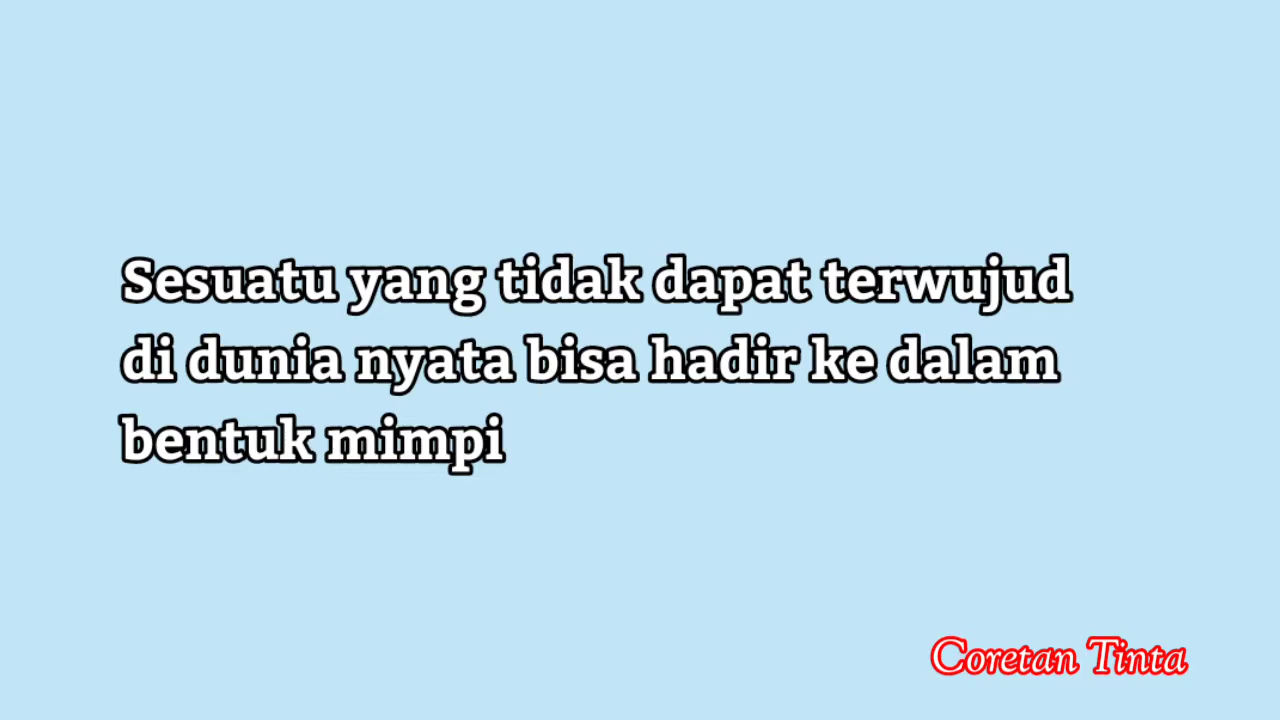 Sesuatu yang tidak dapat terwujud
di dunia nyata bisa hadir ke dalam
bentuk mimpi
Coretan Tinta